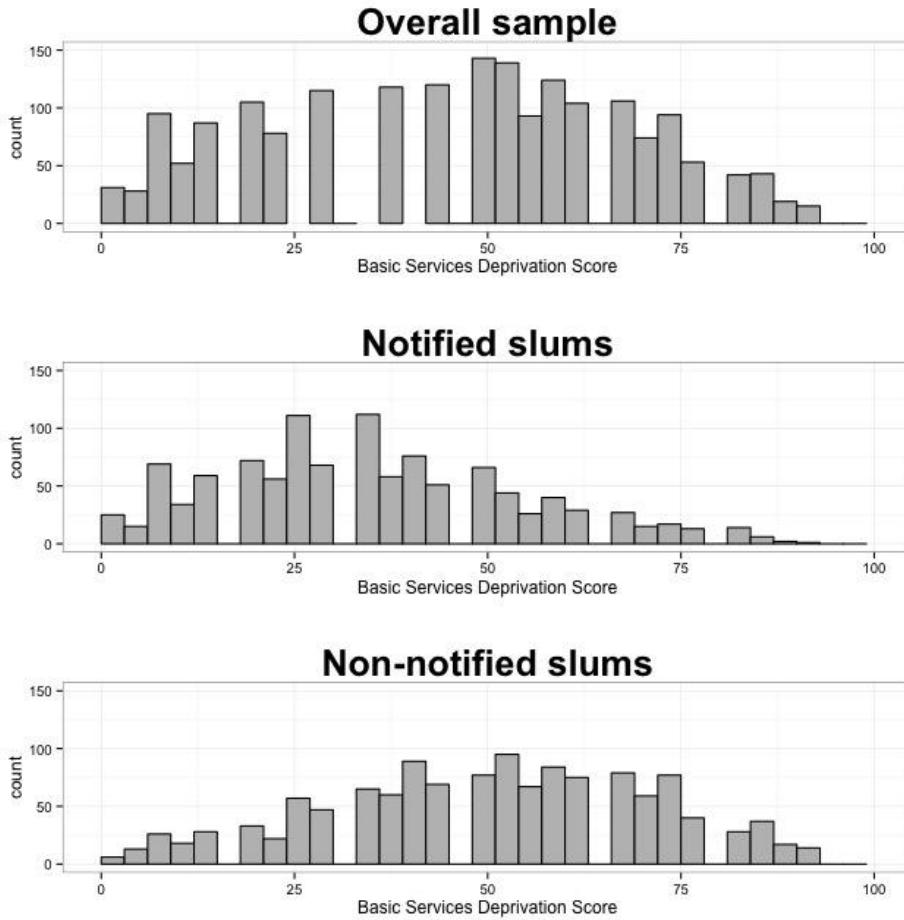 Overall sample
150
100
50
0
count
0 25 50 75 100
Basic Services Deprivation Score
Notified slums
150
100
50
0
count
0 25 50 75 100
Basic Services Deprivation Score
Non-notified slums
150
100
50
0
count
0 25 50 75 100
Basic Services Deprivation Score